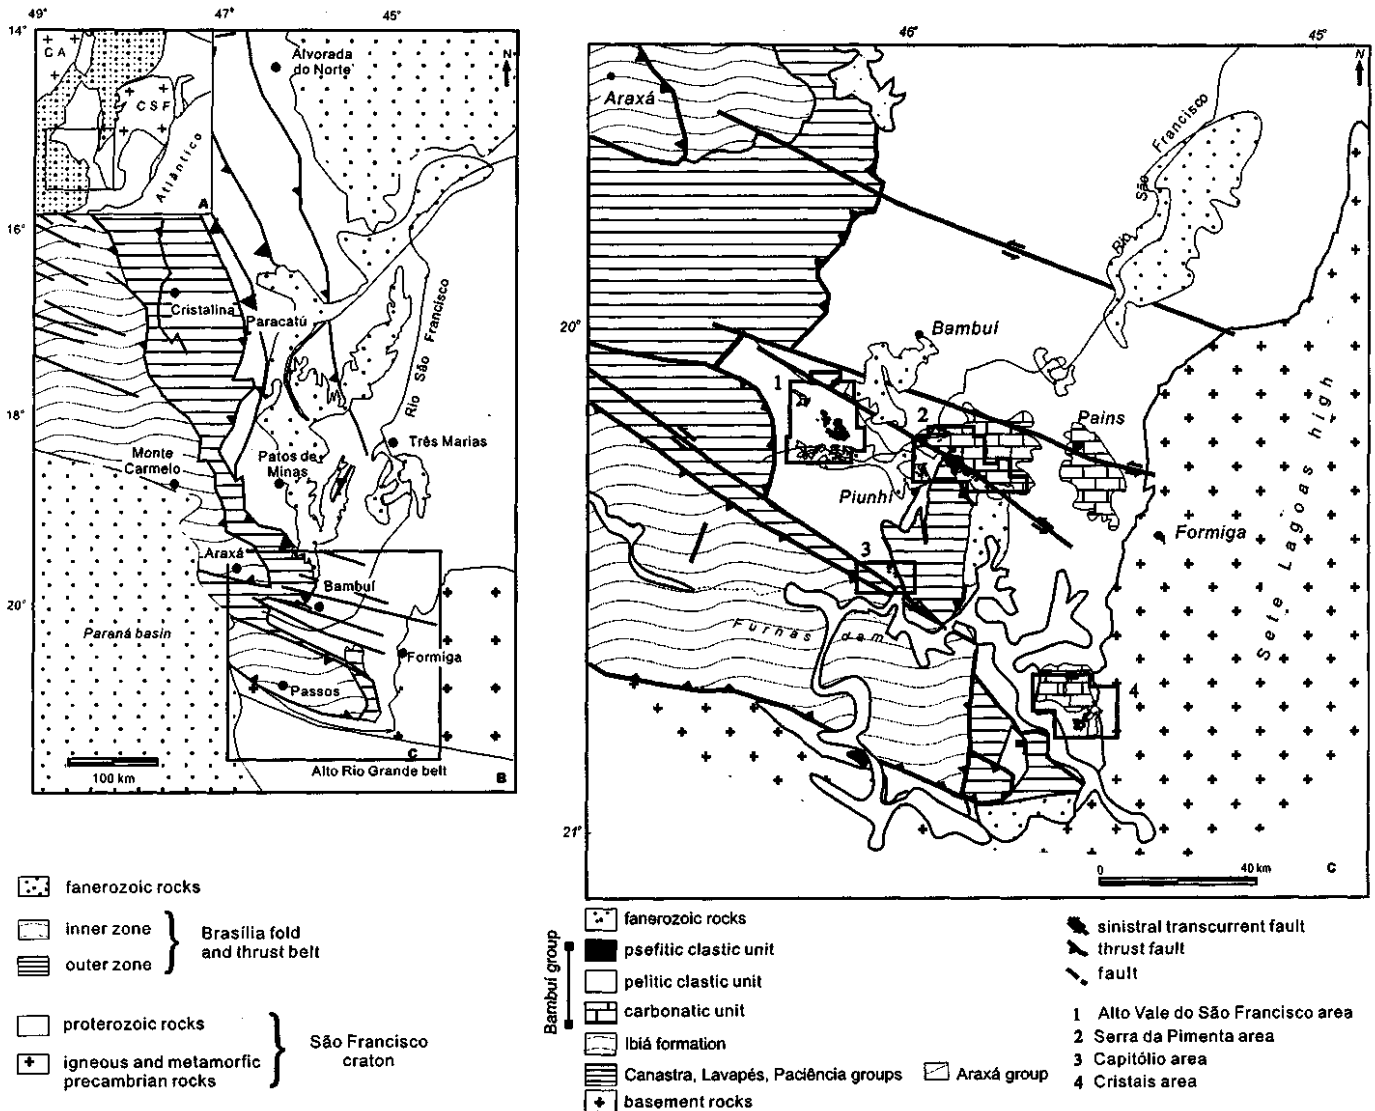 49°
47°
45°
14°
16°
18°
20°
CA
CSF
Atlântico
A
Alvorada
do Norte
N
Cristalina
Paracatú
Rio São Francisco
Três Marias
Monte
Carmelo
Patos de
Minas
Araxá
Bambuí
Paraná basin
Formiga
Passos
100 km
C
Alto Rio Grande belt
B
46°
45°
20°
21°
N
Araxá
Rio São Francisco
Bambuí
1
2
Pains
Piunhi
Formiga
3
Furnas dam
4
Sete Lagoas high
0 40 km
C
fanerozoic rocks
inner zone
outer zone
Brasília fold
and thrust belt
proterozoic rocks
igneous and metamorfic
precambrian rocks
São Francisco
craton
Bambuí group
fanerozoic rocks
psefitic clastic unit
pelitic clastic unit
carbonatic unit
Ibiá formation
Canastra, Lavapés, Paciência groups
Araxá group
basement rocks
sinistral transcurrent fault
thrust fault
fault
1 Alto Vale do São Francisco area
2 Serra da Pimenta area
3 Capitólio area
4 Cristais area